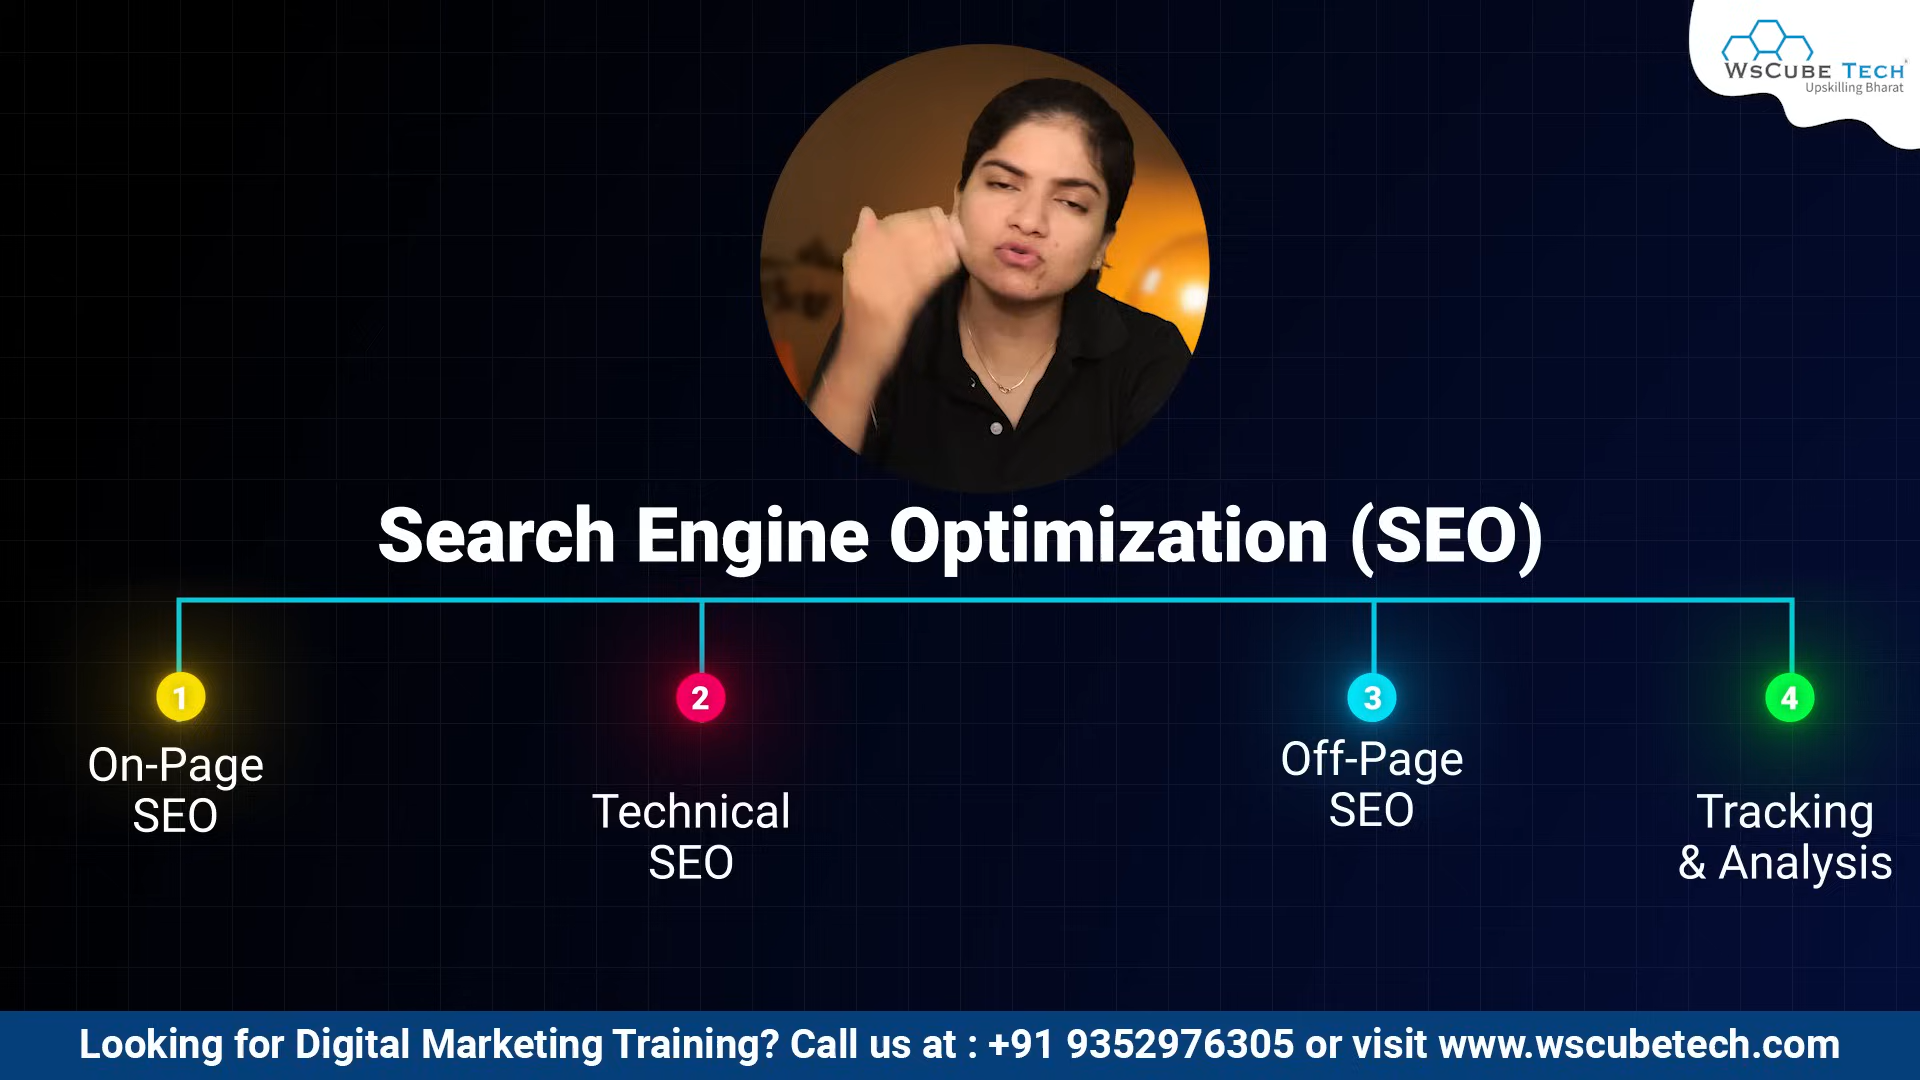 WSCUBE TECH
Upskilling Bharat
Search Engine Optimization (SEO)
1
On-Page
SEO
2
Technical
SEO
3
Off-Page
SEO
4
Tracking
& Analysis
Looking for Digital Marketing Training? Call us at : +91 9352976305 or visit www.wscubetech.com